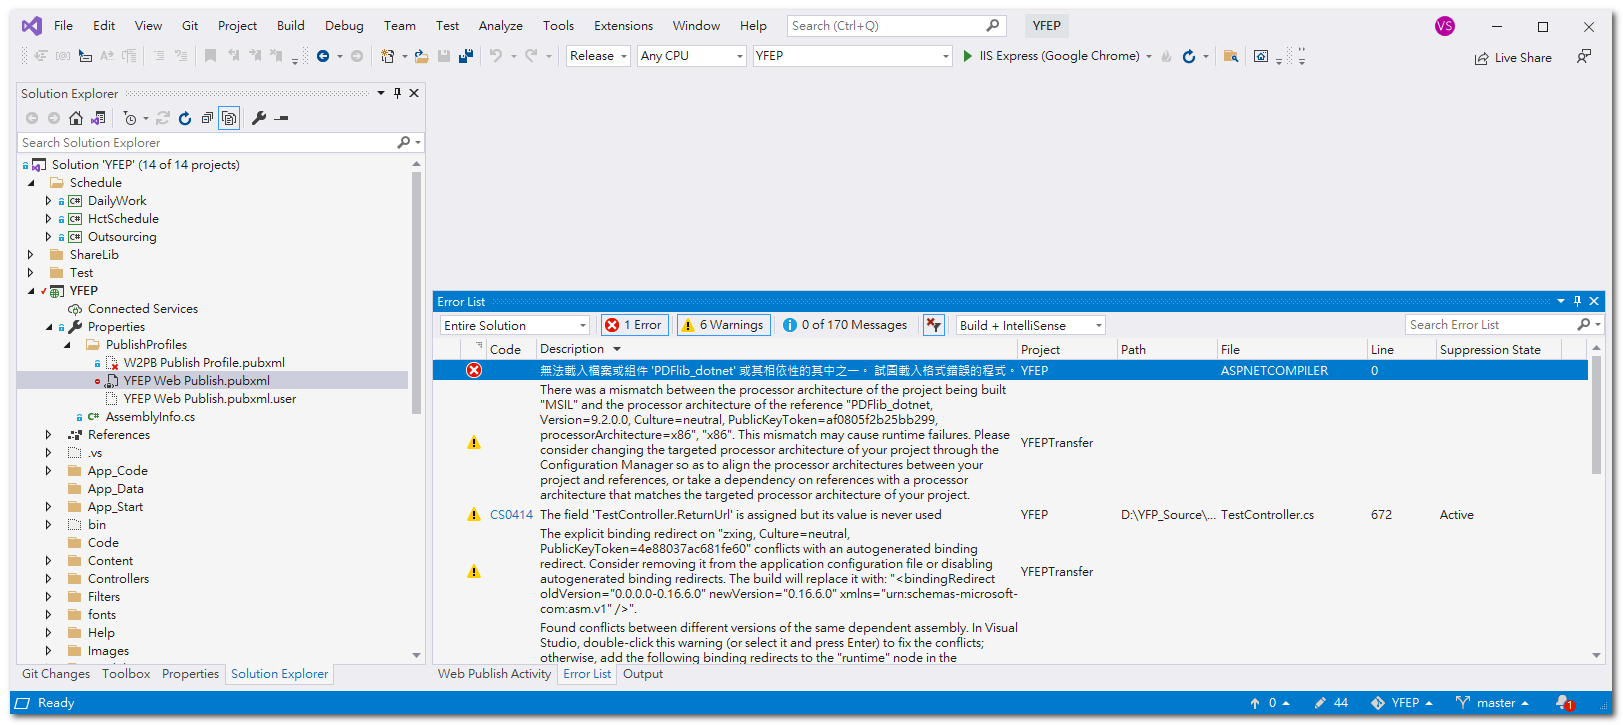 File Edit View Git Project Build Debug Team Test Analyze Tools Extensions Window Help Search (Ctrl+Q) YFEP VS
Release Any CPU YFEP IIS Express (Google Chrome) Live Share
Solution Explorer
Search Solution Explorer
Solution 'YFEP' (14 of 14 projects)
Schedule
C# DailyWork
C# HctSchedule
C# Outsourcing
ShareLib
Test
YFEP
Connected Services
Properties
PublishProfiles
W2PB Publish Profile.pubxml
YFEP Web Publish.pubxml
YFEP Web Publish.pubxml.user
C# AssemblyInfo.cs
References
.vs
App_Code
App_Data
App_Start
bin
Code
Content
Controllers
Filters
fonts
Help
Images
Git Changes Toolbox Properties Solution Explorer
Error List
Entire Solution 1 Error 6 Warnings 0 of 170 Messages Build + IntelliSense Search Error List
Code Description Project Path File Line Suppression State
無法載入檔案或組件 'PDFlib_dotnet' 或其相依性的其中之一。 試圖載入格式錯誤的程式。 YFEP ASPNETCOMPILER 0
There was a mismatch between the processor architecture of the project being built
"MSIL" and the processor architecture of the reference "PDFlib_dotnet,
Version=9.2.0.0, Culture=neutral, PublicKeyToken=af0805f2b25bb299,
processorArchitecture=x86", "x86". This mismatch may cause runtime failures. Please
consider changing the targeted processor architecture of your project through the
Configuration Manager so as to align the processor architectures between your
project and references, or take a dependency on references with a processor
architecture that matches the targeted processor architecture of your project.
YFEPTransfer
CS0414 The field 'TestController.ReturnUrl' is assigned but its value is never used YFEP D:\YFP_Source\... TestController.cs 672 Active
The explicit binding redirect on "zxing, Culture=neutral,
PublicKeyToken=4e88037ac681fe60" conflicts with an autogenerated binding
redirect. Consider removing it from the application configuration file or disabling
autogenerated binding redirects. The build will replace it with: "<bindingRedirect
oldVersion="0.0.0.0-0.16.6.0" newVersion="0.16.6.0" xmlns="urn:schemas-microsoft-
com:asm.v1" />".
YFEPTransfer
Found conflicts between different versions of the same dependent assembly. In Visual
Studio, double-click this warning (or select it and press Enter) to fix the conflicts;
otherwise, add the following binding redirects to the "runtime" node in the
Web Publish Activity Error List Output
Ready 0 44 YFEP master 1